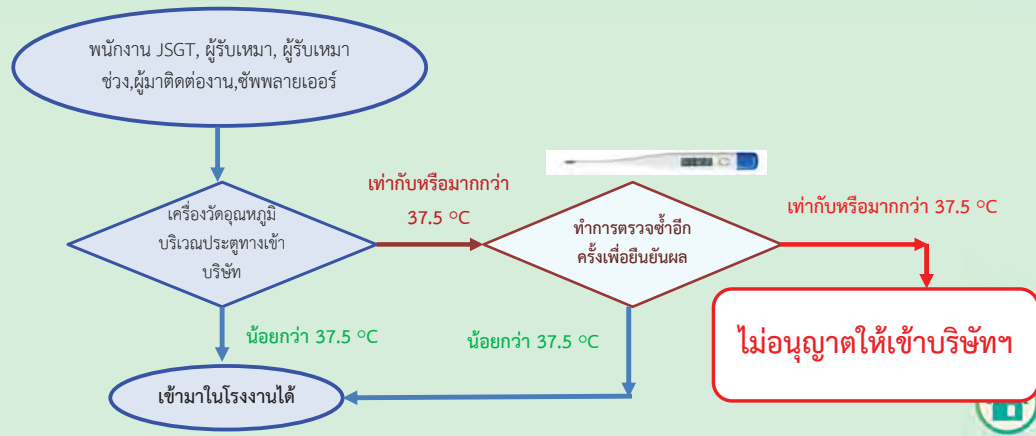 พนักงาน JSGT, ผู้รับเหมา, ผู้รับเหมา
ช่วง,ผู้มาติดต่องาน,ซัพพลายเออร์
เครื่องวัดอุณหภูมิ
บริเวณประตูทางเข้า
บริษัท
เท่ากับหรือมากกว่า
37.5 °C
ทำการตรวจซ้ำอีก
ครั้งเพื่อยืนยันผล
เท่ากับหรือมากกว่า 37.5 °C
ไม่อนุญาตให้เข้าบริษัทฯ
น้อยกว่า 37.5 °C
น้อยกว่า 37.5 °C
เข้ามาในโรงงานได้